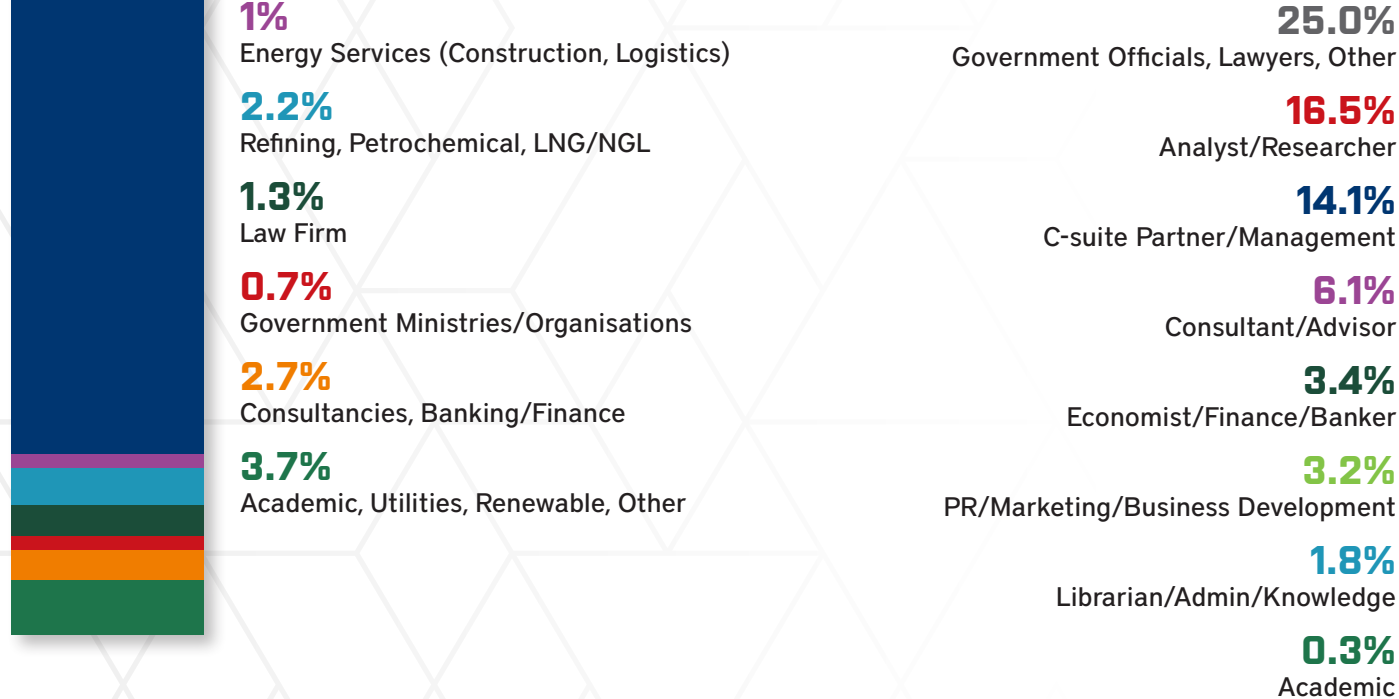 1%
Energy Services (Construction, Logistics)
2.2%
Refining, Petrochemical, LNG/NGL
1.3%
Law Firm
0.7%
Government Ministries/Organisations
2.7%
Consultancies, Banking/Finance
3.7%
Academic, Utilities, Renewable, Other
25.0%
Government Officials, Lawyers, Other
16.5%
Analyst/Researcher
14.1%
C-suite Partner/Management
6.1%
Consultant/Advisor
3.4%
Economist/Finance/Banker
3.2%
PR/Marketing/Business Development
1.8%
Librarian/Admin/Knowledge
0.3%
Academic